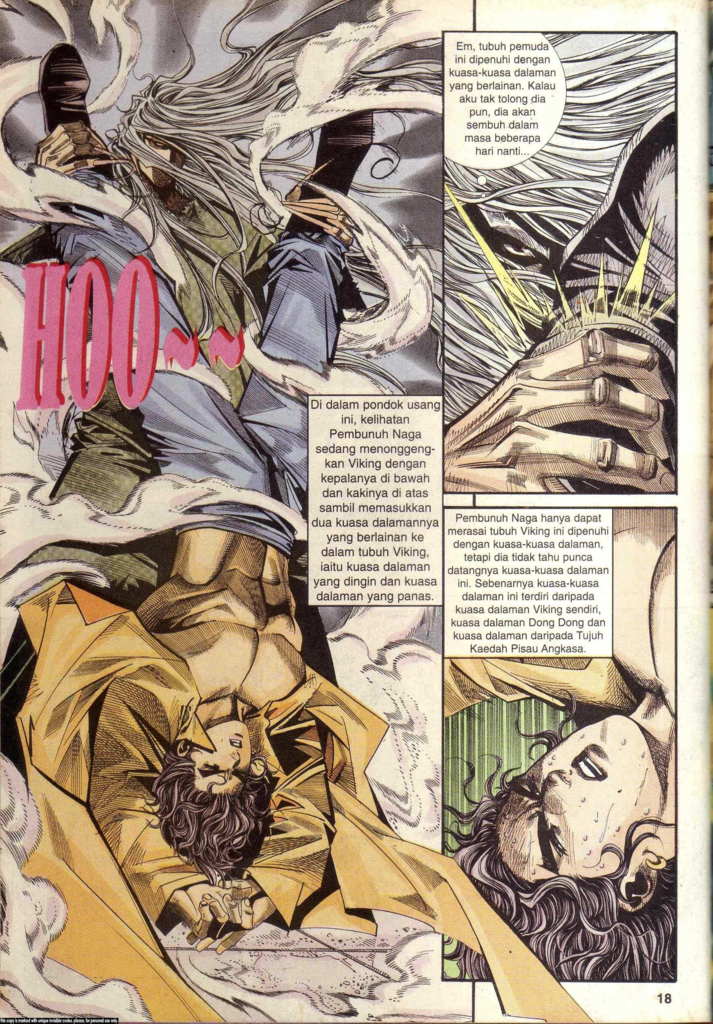 Em, tubuh pemuda
ini dipenuhi dengan
kuasa-kuasa dalaman
yang berlainan. Kalau
aku tak tolong dia
pun, dia akan
sembuh dalam
masa beberapa
hari nanti...
HOO~~
Di dalam pondok usang
ini, kelihatan
Pembunuh Naga
sedang menonggeng-
kan Viking dengan
kepalanya di bawah
dan kakinya di atas
sambil memasukkan
dua kuasa dalamannya
yang berlainan ke
dalam tubuh Viking,
iaitu kuasa dalaman
yang dingin dan kuasa
dalaman yang panas.
Pembunuh Naga hanya dapat
merasai tubuh Viking ini dipenuhi
dengan kuasa-kuasa dalaman,
tetapi dia tidak tahu punca
datangnya kuasa-kuasa dalaman
ini. Sebenarnya kuasa-kuasa
dalaman ini terdiri daripada
kuasa dalaman Viking sendiri,
kuasa dalaman Dong Dong dan
kuasa dalaman daripada Tujuh
Kaedah Pisau Angkasa.
18